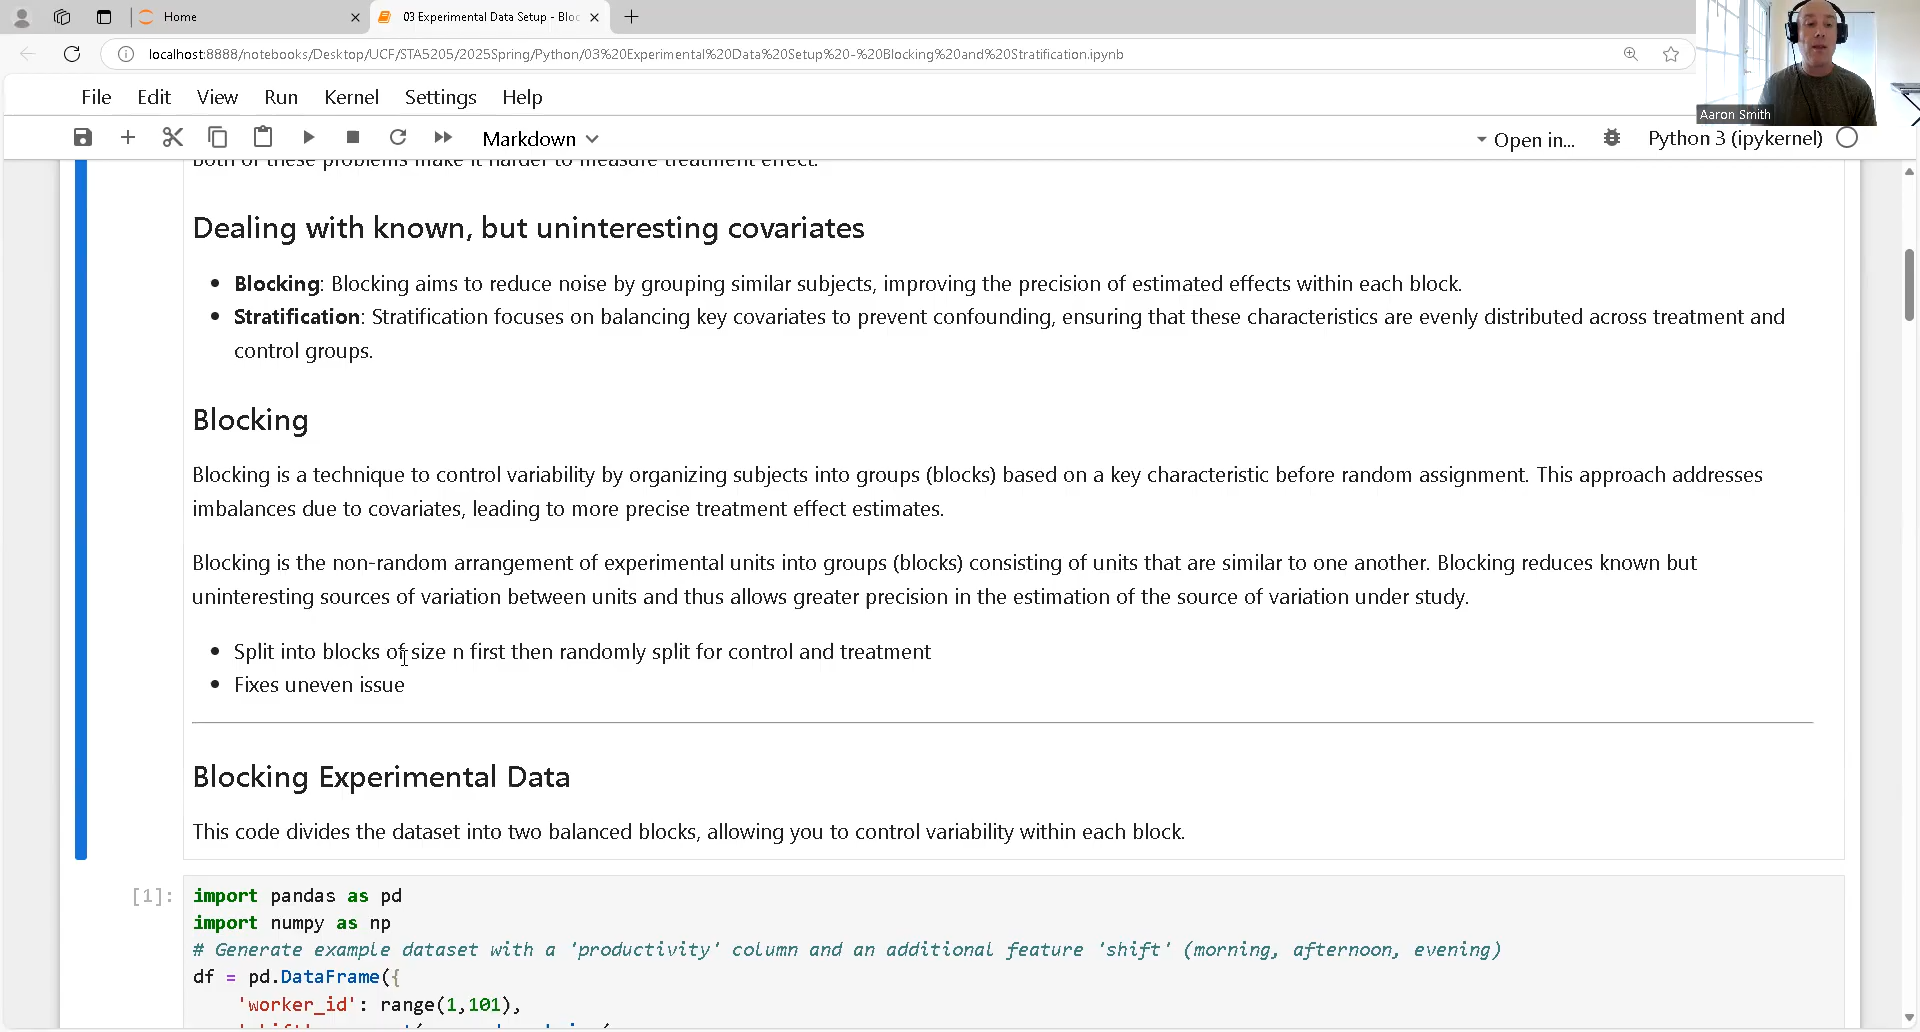 Home
03 Experimental Data Setup - Bloc
localhost:8888/notebooks/Desktop/UCF/STA5205/2025Spring/Python/03%20Experimental%20Data%20Setup%20-%20Blocking%20and%20Stratification.ipynb
Aaron Smith
File Edit View Run Kernel Settings Help
Markdown
Open in...
Python 3 (ipykernel)
Both of these problems make it harder to measure treatment effect.
Dealing with known, but uninteresting covariates
• Blocking: Blocking aims to reduce noise by grouping similar subjects, improving the precision of estimated effects within each block.
• Stratification: Stratification focuses on balancing key covariates to prevent confounding, ensuring that these characteristics are evenly distributed across treatment and
control groups.
Blocking
Blocking is a technique to control variability by organizing subjects into groups (blocks) based on a key characteristic before random assignment. This approach addresses
imbalances due to covariates, leading to more precise treatment effect estimates.
Blocking is the non-random arrangement of experimental units into groups (blocks) consisting of units that are similar to one another. Blocking reduces known but
uninteresting sources of variation between units and thus allows greater precision in the estimation of the source of variation under study.
• Split into blocks of size n first then randomly split for control and treatment
• Fixes uneven issue
Blocking Experimental Data
This code divides the dataset into two balanced blocks, allowing you to control variability within each block.
[1]:
import pandas as pd
import numpy as np
# Generate example dataset with a 'productivity' column and an additional feature 'shift' (morning, afternoon, evening)
df = pd.DataFrame({
'worker_id': range(1,101),